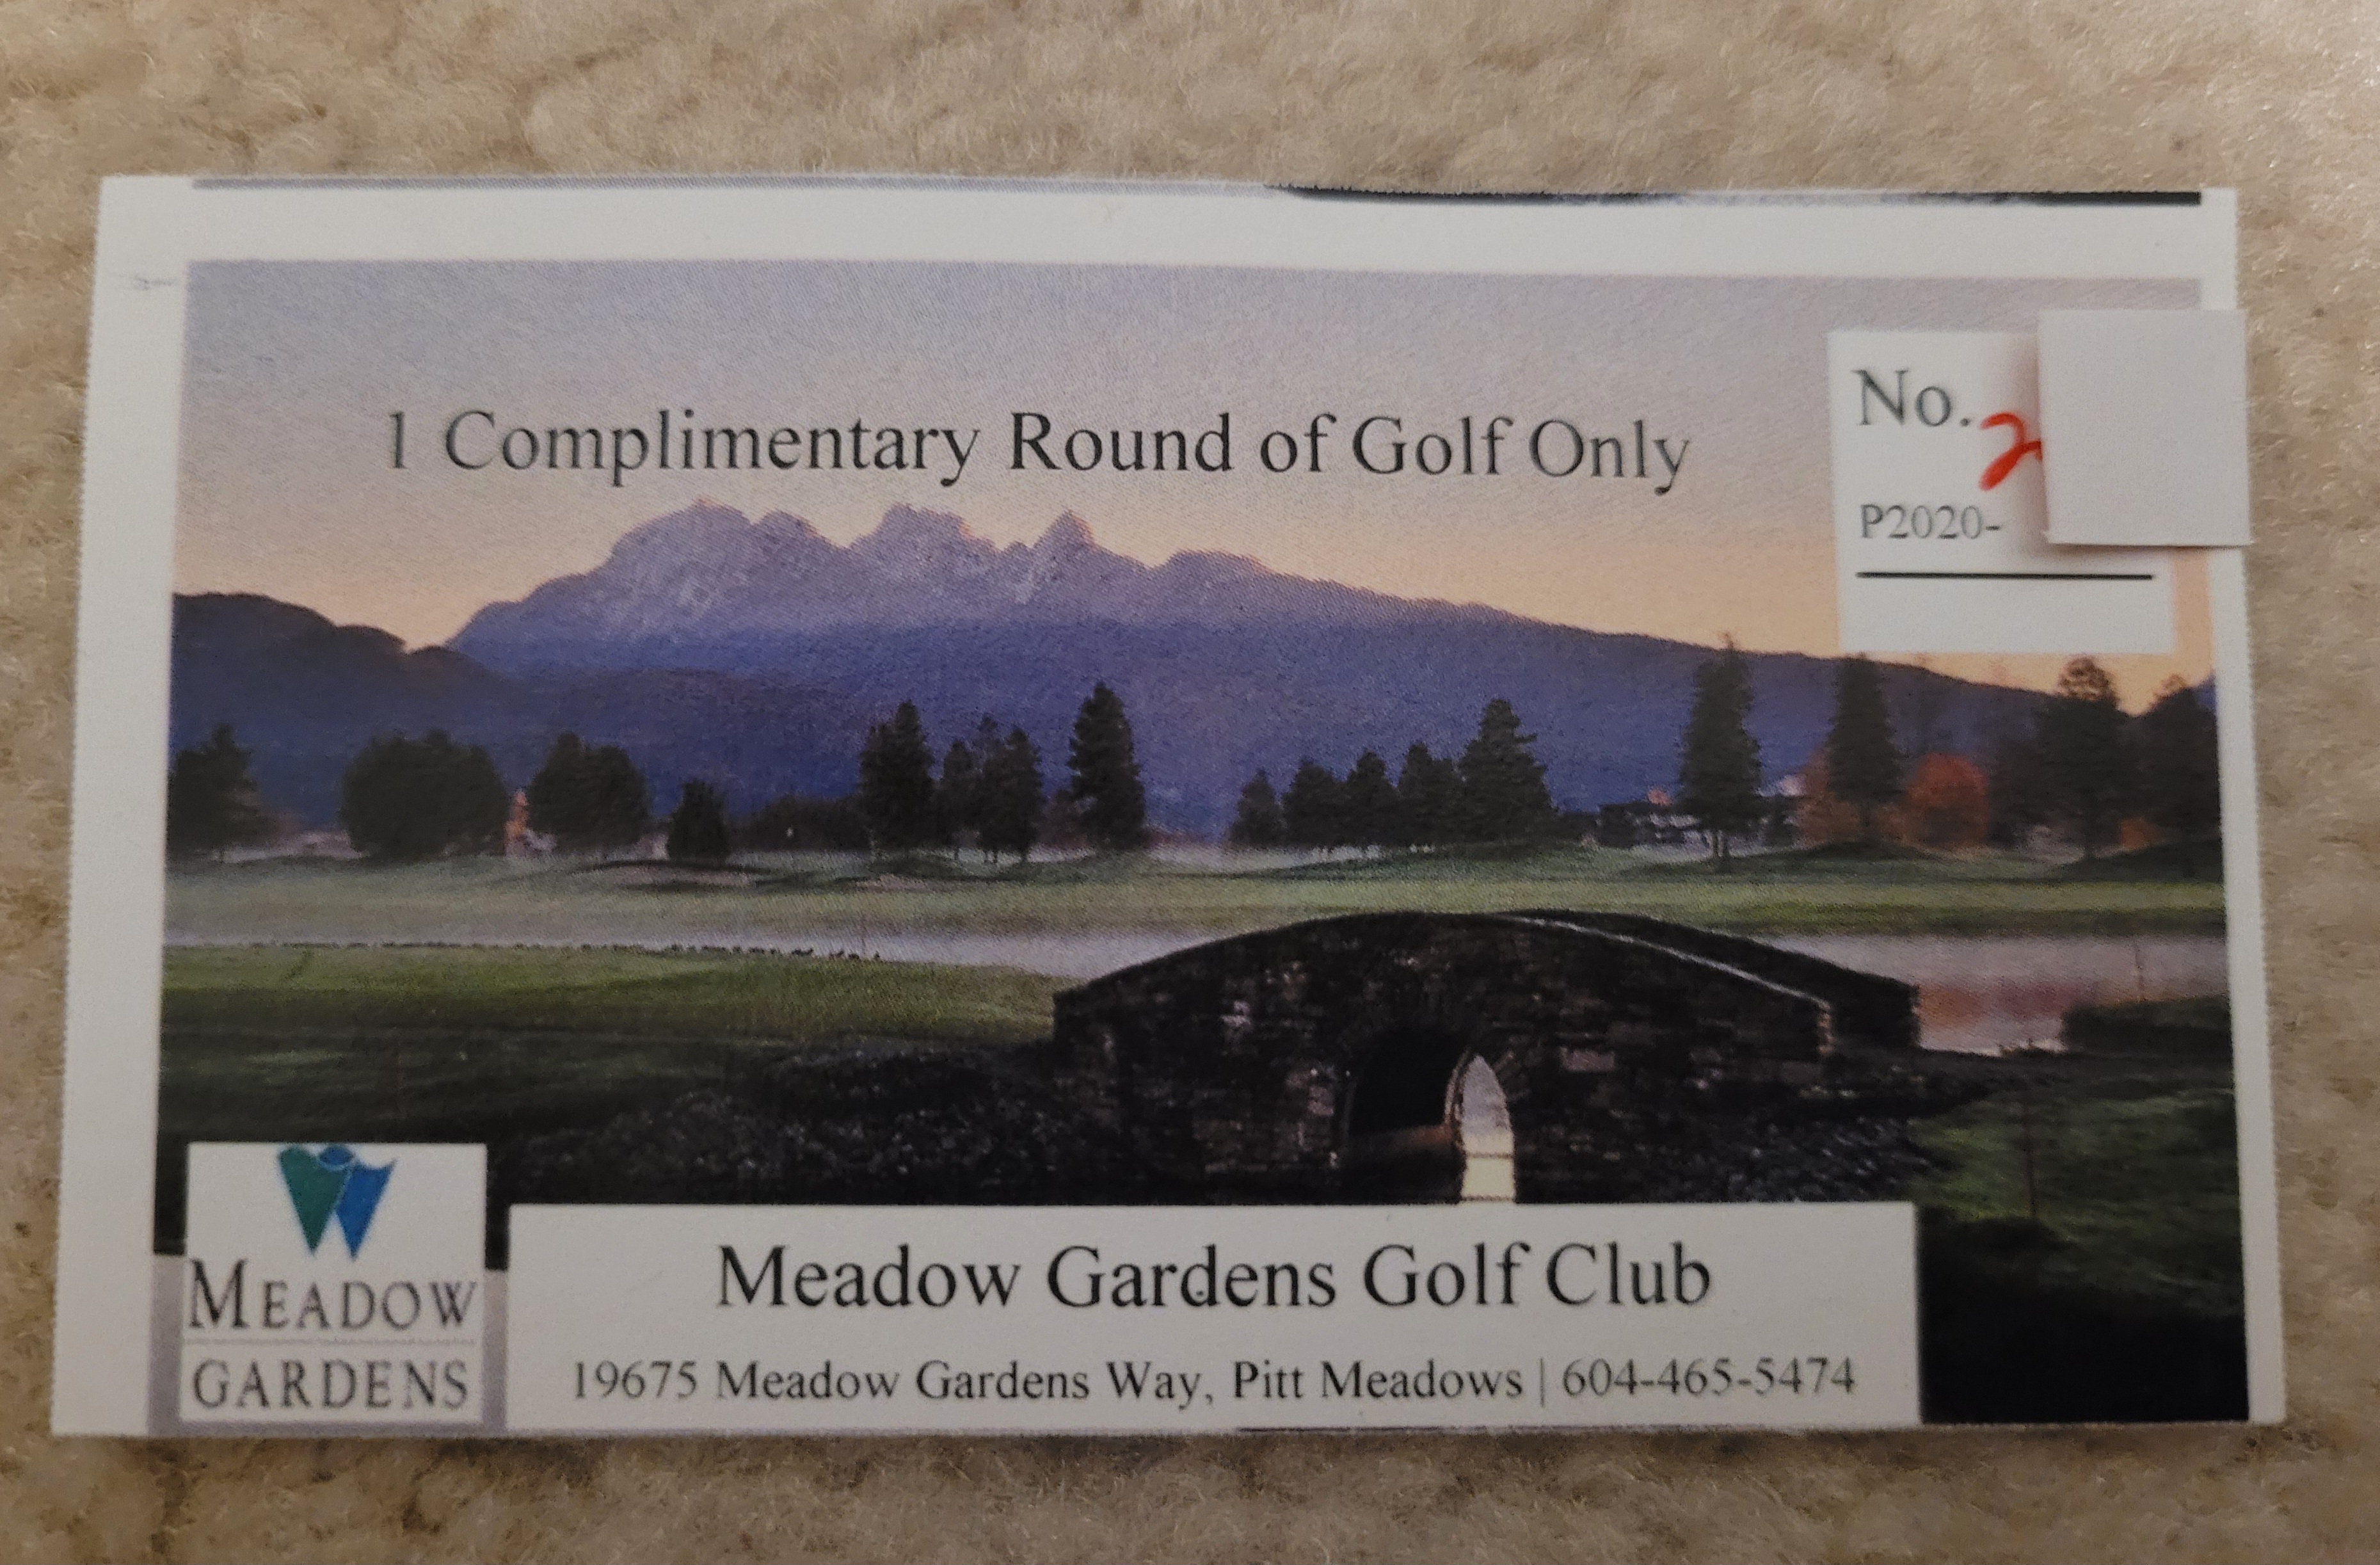 1 Complimentary Round of Golf Only
No.
2
P2020-
MEADOW
GARDENS
Meadow Gardens Golf Club
19675 Meadow Gardens Way, Pitt Meadows | 604-465-5474